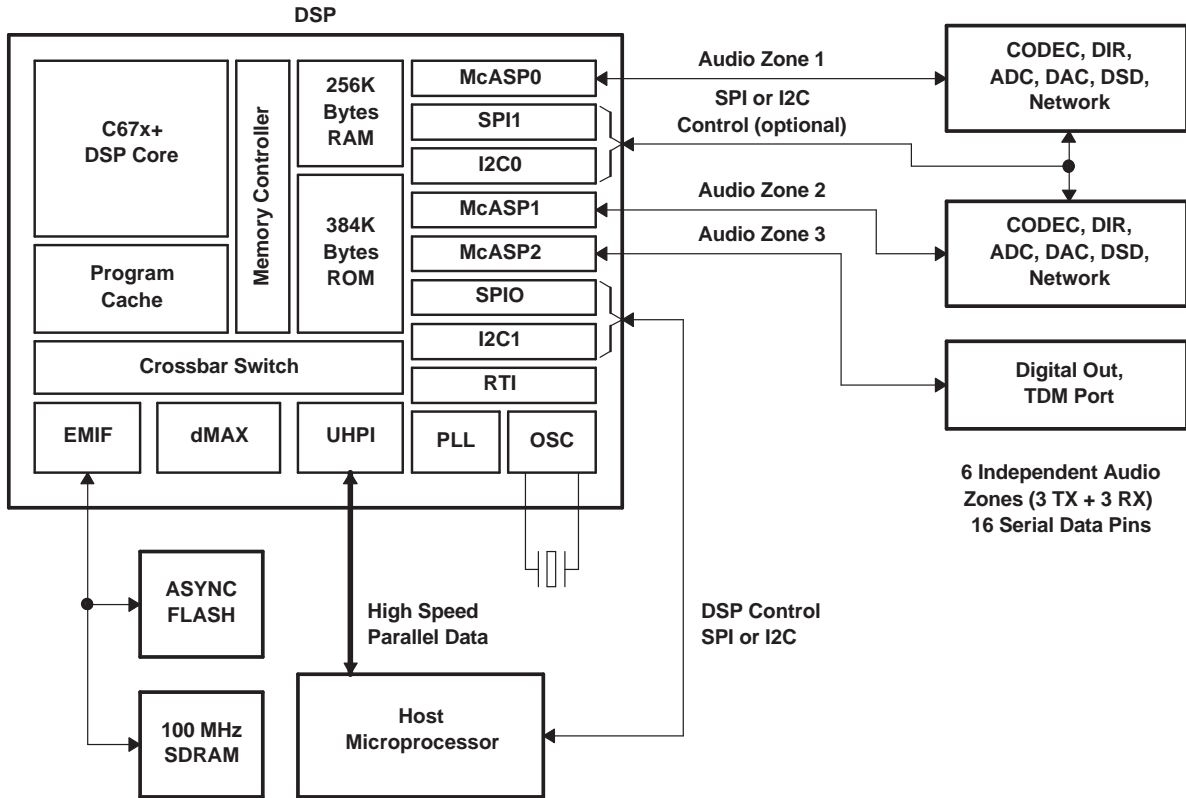 DSP
C67x+
DSP Core
Program
Cache
Memory Controller
256K
Bytes
RAM
384K
Bytes
ROM
Crossbar Switch
EMIF
dMAX
UHPI
McASP0
SPI1
I2C0
McASP1
McASP2
SPIO
I2C1
RTI
PLL
OSC
Audio Zone 1
SPI or I2C
Control (optional)
Audio Zone 2
Audio Zone 3
CODEC, DIR,
ADC, DAC, DSD,
Network
CODEC, DIR,
ADC, DAC, DSD,
Network
Digital Out,
TDM Port
6 Independent Audio
Zones (3 TX + 3 RX)
16 Serial Data Pins
ASYNC
FLASH
100 MHz
SDRAM
High Speed
Parallel Data
DSP Control
SPI or I2C
Host
Microprocessor